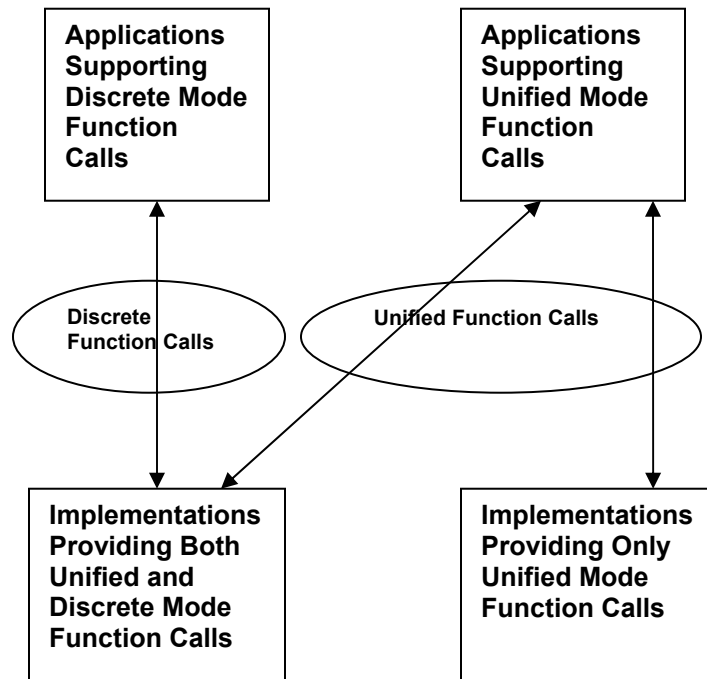 Applications
Supporting
Discrete Mode
Function
Calls
Applications
Supporting
Unified Mode
Function
Calls
Discrete
Function Calls
Unified Function Calls
Implementations
Providing Both
Unified and
Discrete Mode
Function Calls
Implementations
Providing Only
Unified Mode
Function Calls